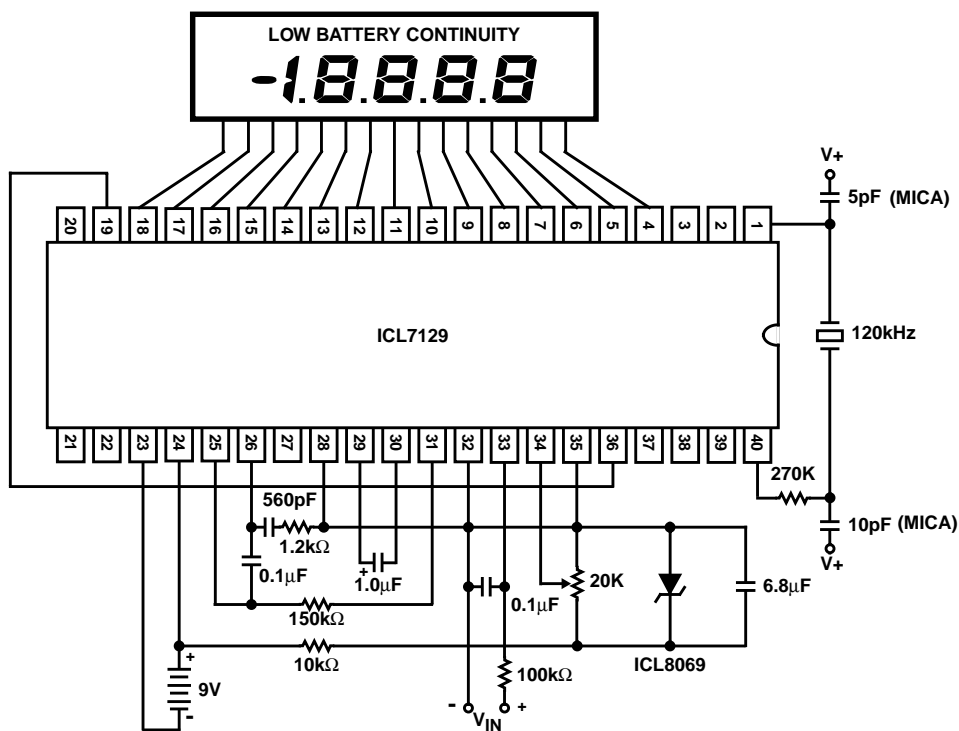 LOW BATTERY CONTINUITY
-1.8.8.8.8
V+
5pF (MICA)
20 19 18 17 16 15 14 13 12 11 10 9 8 7 6 5 4 3 2 1
ICL7129
120kHz
21 22 23 24 25 26 27 28 29 30 31 32 33 34 35 36 37 38 39 40
270K
560pF
10pF (MICA)
1.2kΩ
+
V+
0.1μF
1.0μF
0.1μF
20K
6.8μF
150kΩ
10kΩ
ICL8069
+
100kΩ
9V
-
- VIN +